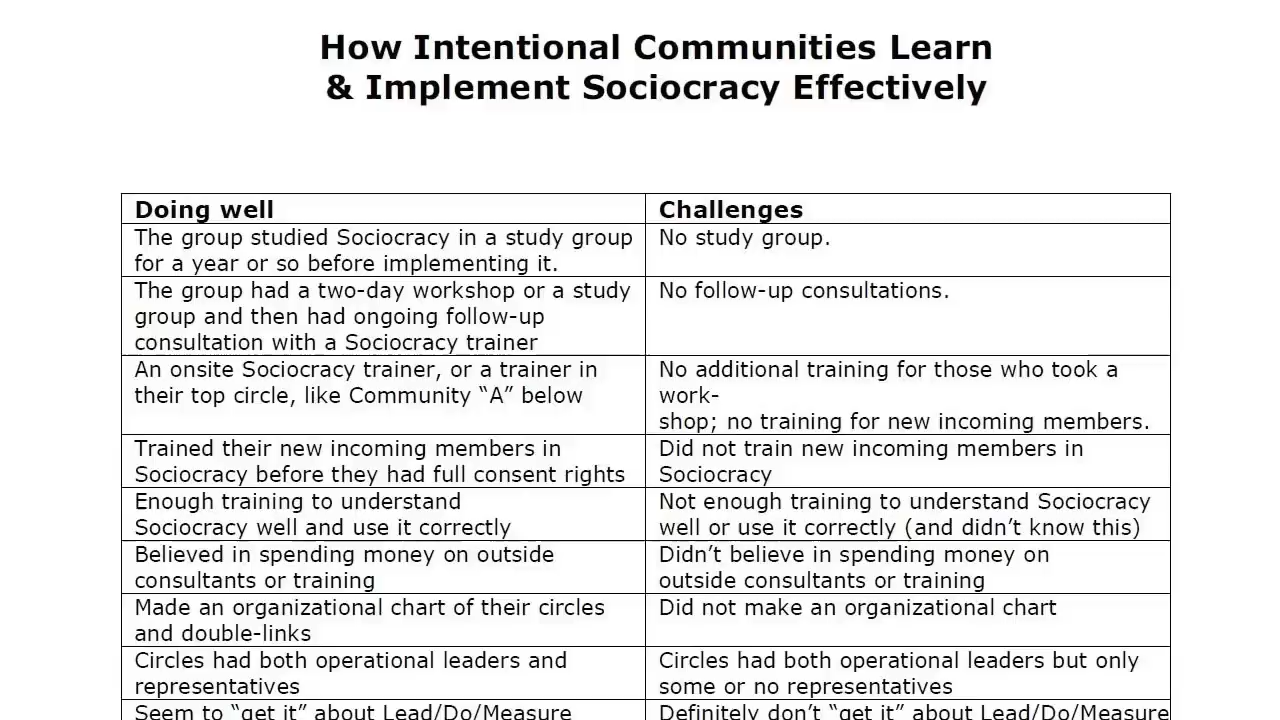 How Intentional Communities Learn
& Implement Sociocracy Effectively
Doing well
Challenges
The group studied Sociocracy in a study group
for a year or so before implementing it.
No study group.
The group had a two-day workshop or a study
group and then had ongoing follow-up
consultation with a Sociocracy trainer
No follow-up consultations.
An onsite Sociocracy trainer, or a trainer in
their top circle, like Community “A” below
No additional training for those who took a
work-
shop; no training for new incoming members.
Trained their new incoming members in
Sociocracy before they had full consent rights
Did not train new incoming members in
Sociocracy
Enough training to understand
Sociocracy well and use it correctly
Not enough training to understand Sociocracy
well or use it correctly (and didn’t know this)
Believed in spending money on outside
consultants or training
Didn’t believe in spending money on
outside consultants or training
Made an organizational chart of their circles
and double-links
Did not make an organizational chart
Circles had both operational leaders and
representatives
Circles had both operational leaders but only
some or no representatives
Seem to “get it” about Lead/Do/Measure
Definitely don’t “get it” about Lead/Do/Measure